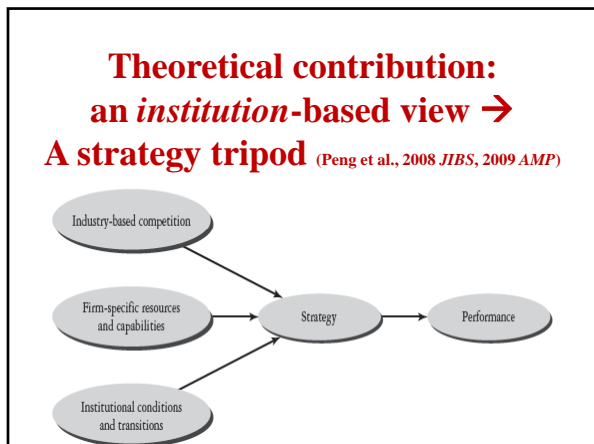 Theoretical contribution:
an institution-based view →
A strategy tripod (Peng et al., 2008 JIBS, 2009 AMP)
Industry-based competition
Firm-specific resources
and capabilities
Strategy
Performance
Institutional conditions
and transitions